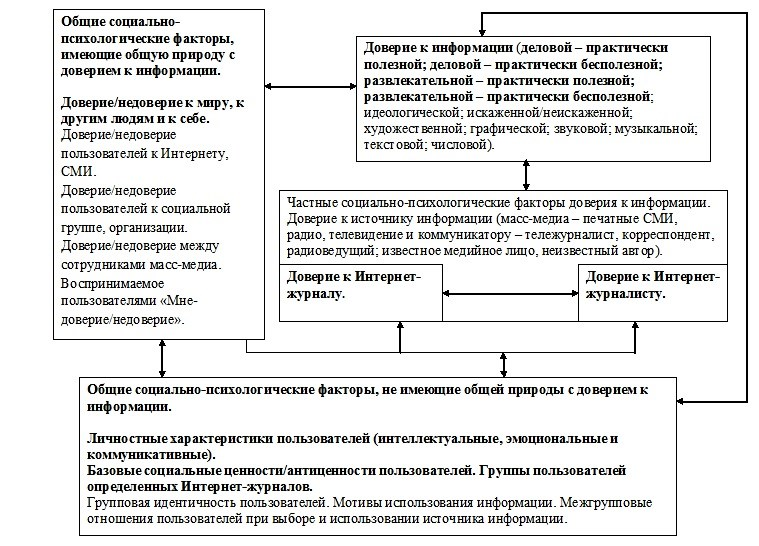 Общие социально-
психологические факторы,
имеющие общую природу с
доверием к информации.
Доверие/недоверие к миру, к
другим людям и к себе.
Доверие/недоверие
пользователей к Интернету,
СМИ.
Доверие/недоверие
пользователей к социальной
группе, организации.
Доверие/недоверие между
сотрудниками масс-медиа.
Воспринимаемое
пользователями «Мне-
доверие/недоверие».
Доверие к информации (деловой – практически
полезной; деловой – практически бесполезной;
развлекательной – практически полезной;
развлекательной – практически бесполезной;
идеологической; искаженной/неискаженной;
художественной; графической; звуковой; музыкальной;
текстовой; числовой).
Частные социально-психологические факторы доверия к информации.
Доверие к источнику информации (масс-медиа – печатные СМИ,
радио, телевидение и коммуникатору – тележурналист, корреспондент,
радиоведущий; известное медийное лицо, неизвестный автор).
Доверие к Интернет-
журналу.
Доверие к Интернет-
журналисту.
Общие социально-психологические факторы, не имеющие общей природы с доверием к
информации.
Личностные характеристики пользователей (интеллектуальные, эмоциональные и
коммуникативные).
Базовые социальные ценности/антиценности пользователей. Группы пользователей
определенных Интернет-журналов.
Групповая идентичность пользователей. Мотивы использования информации. Межгрупповые
отношения пользователей при выборе и использовании источника информации.